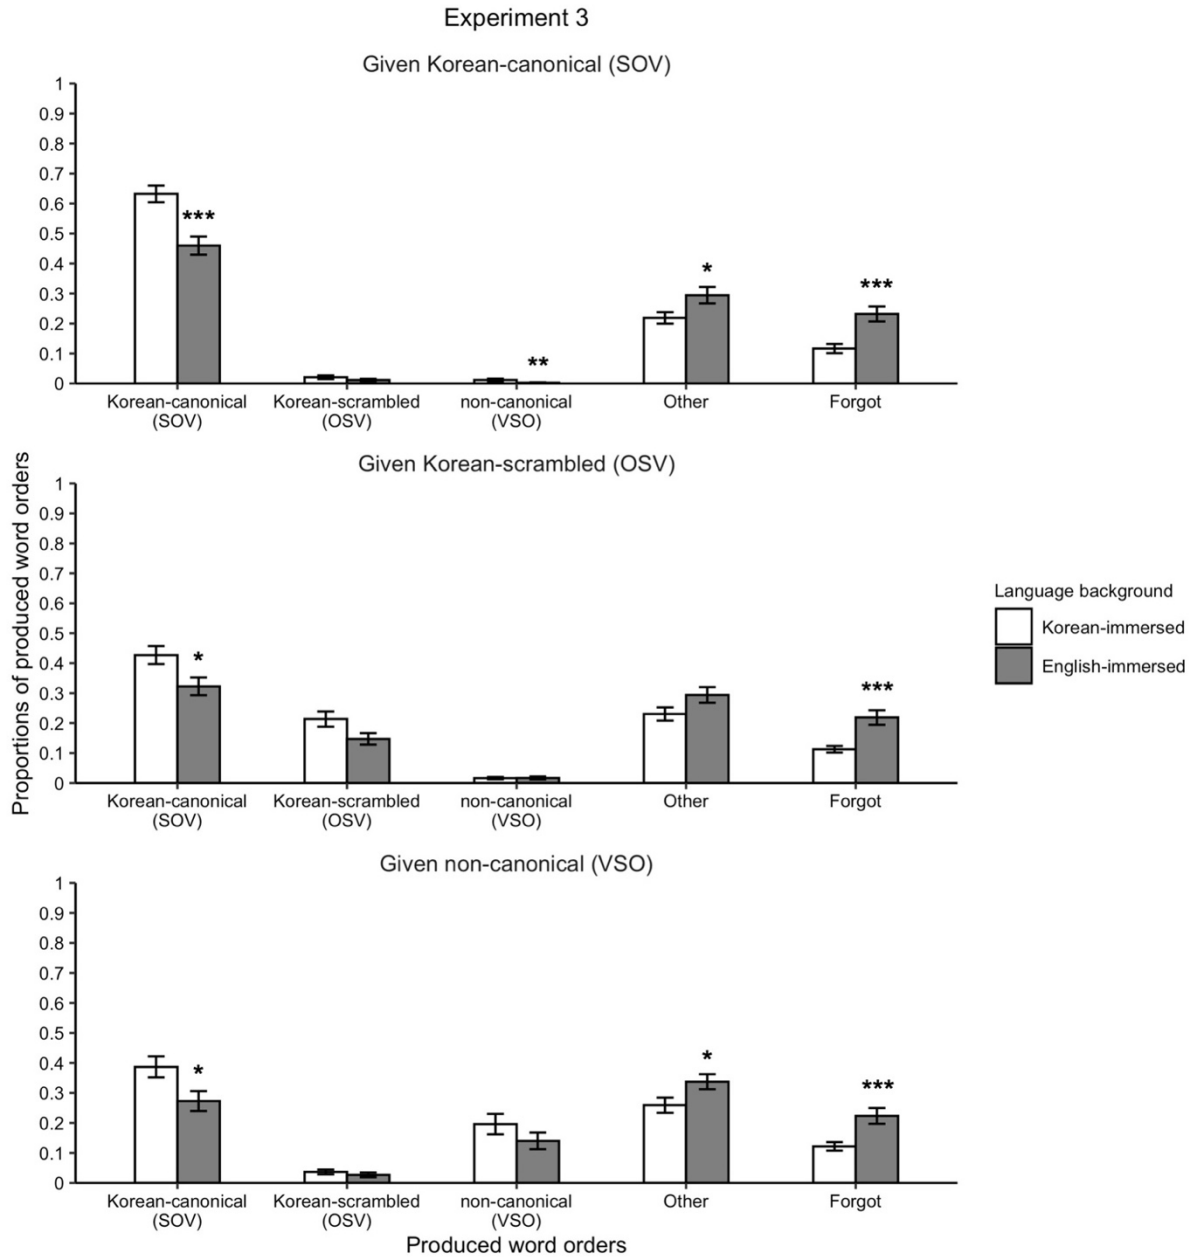 Experiment 3
Given Korean-canonical (SOV)
1
0.9
0.8
0.7
0.6
0.5
0.4
0.3
0.2
0.1
0
***
**
*
***
Korean-canonical
(SOV)
Korean-scrambled
(OSV)
non-canonical
(VSO)
Other
Forgot
Proportions of produced word orders
Given Korean-scrambled (OSV)
1
0.9
0.8
0.7
0.6
0.5
0.4
0.3
0.2
0.1
0
*
***
Korean-canonical
(SOV)
Korean-scrambled
(OSV)
non-canonical
(VSO)
Other
Forgot
Language background
Korean-immersed
English-immersed
Given non-canonical (VSO)
1
0.9
0.8
0.7
0.6
0.5
0.4
0.3
0.2
0.1
0
*
*
***
Korean-canonical
(SOV)
Korean-scrambled
(OSV)
non-canonical
(VSO)
Other
Forgot
Produced word orders